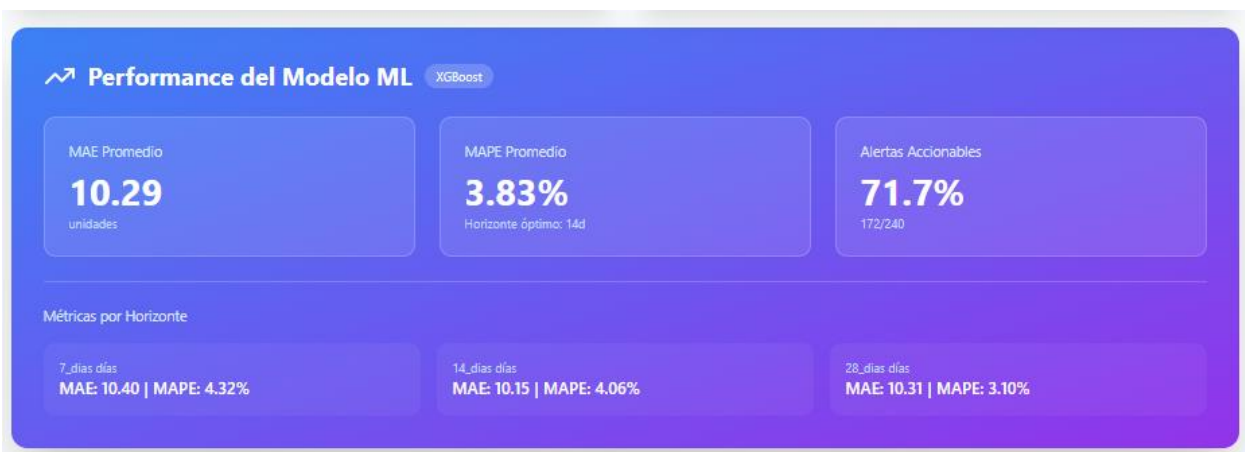 Performance del Modelo ML XGBoost
MAE Promedio
10.29
unidades
MAPE Promedio
3.83%
Horizonte óptimo: 14d
Alertas Accionables
71.7%
172/240
Métricas por Horizonte
7_dias días
MAE: 10.40 | MAPE: 4.32%
14_dias días
MAE: 10.15 | MAPE: 4.06%
28_dias días
MAE: 10.31 | MAPE: 3.10%